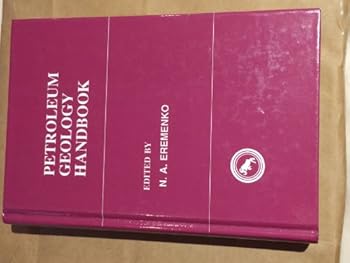 PETROLEUM
GEOLOGY
HANDBOOK
EDITED BY
N. A. EREMENKO